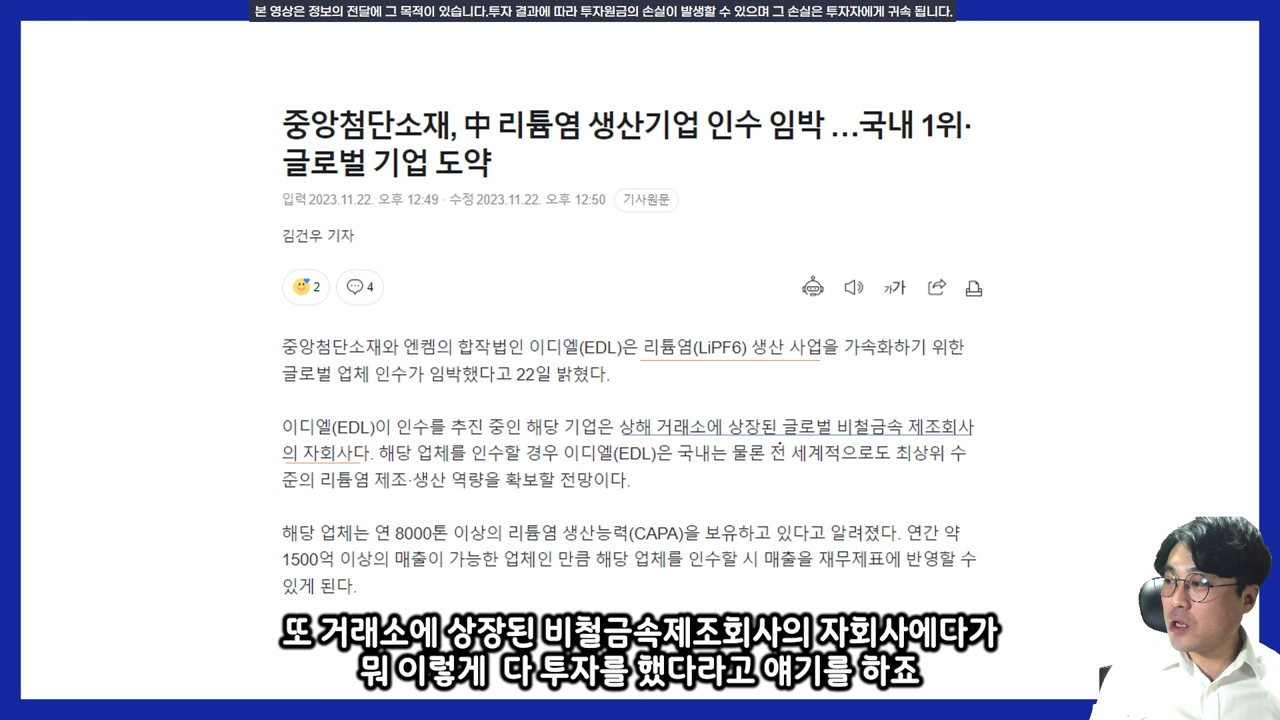 본 영상은 정보의 전달에 그 목적이 있습니다.투자 결과에 따라 투자원금의 손실이 발생할 수 있으며 그 손실은 투자자에게 귀속 됩니다.
중앙첨단소재, 中 리튬염 생산기업 인수 임박 …국내 1위·
글로벌 기업 도약
입력 2023.11.22. 오후 12:49 · 수정 2023.11.22. 오후 12:50 기사원문
김건우 기자
2 4 가가
중앙첨단소재와 엔켐의 합작법인 이디엘(EDL)은 리튬염(LiPF6) 생산 사업을 가속화하기 위한
글로벌 업체 인수가 임박했다고 22일 밝혔다.
이디엘(EDL)이 인수를 추진 중인 해당 기업은 상해 거래소에 상장된 글로벌 비철금속 제조회사
의 자회사다. 해당 업체를 인수할 경우 이디엘(EDL)은 국내는 물론 전 세계적으로도 최상위 수
준의 리튬염 제조·생산 역량을 확보할 전망이다.
해당 업체는 연 8000톤 이상의 리튬염 생산능력(CAPA)을 보유하고 있다고 알려졌다. 연간 약
1500억 이상의 매출이 가능한 업체인 만큼 해당 업체를 인수할 시 매출을 재무제표에 반영할 수
있게 된다.
또 거래소에 상장된 비철금속제조회사의 자회사에다가
뭐 이렇게 다 투자를 했다라고 얘기를 하죠